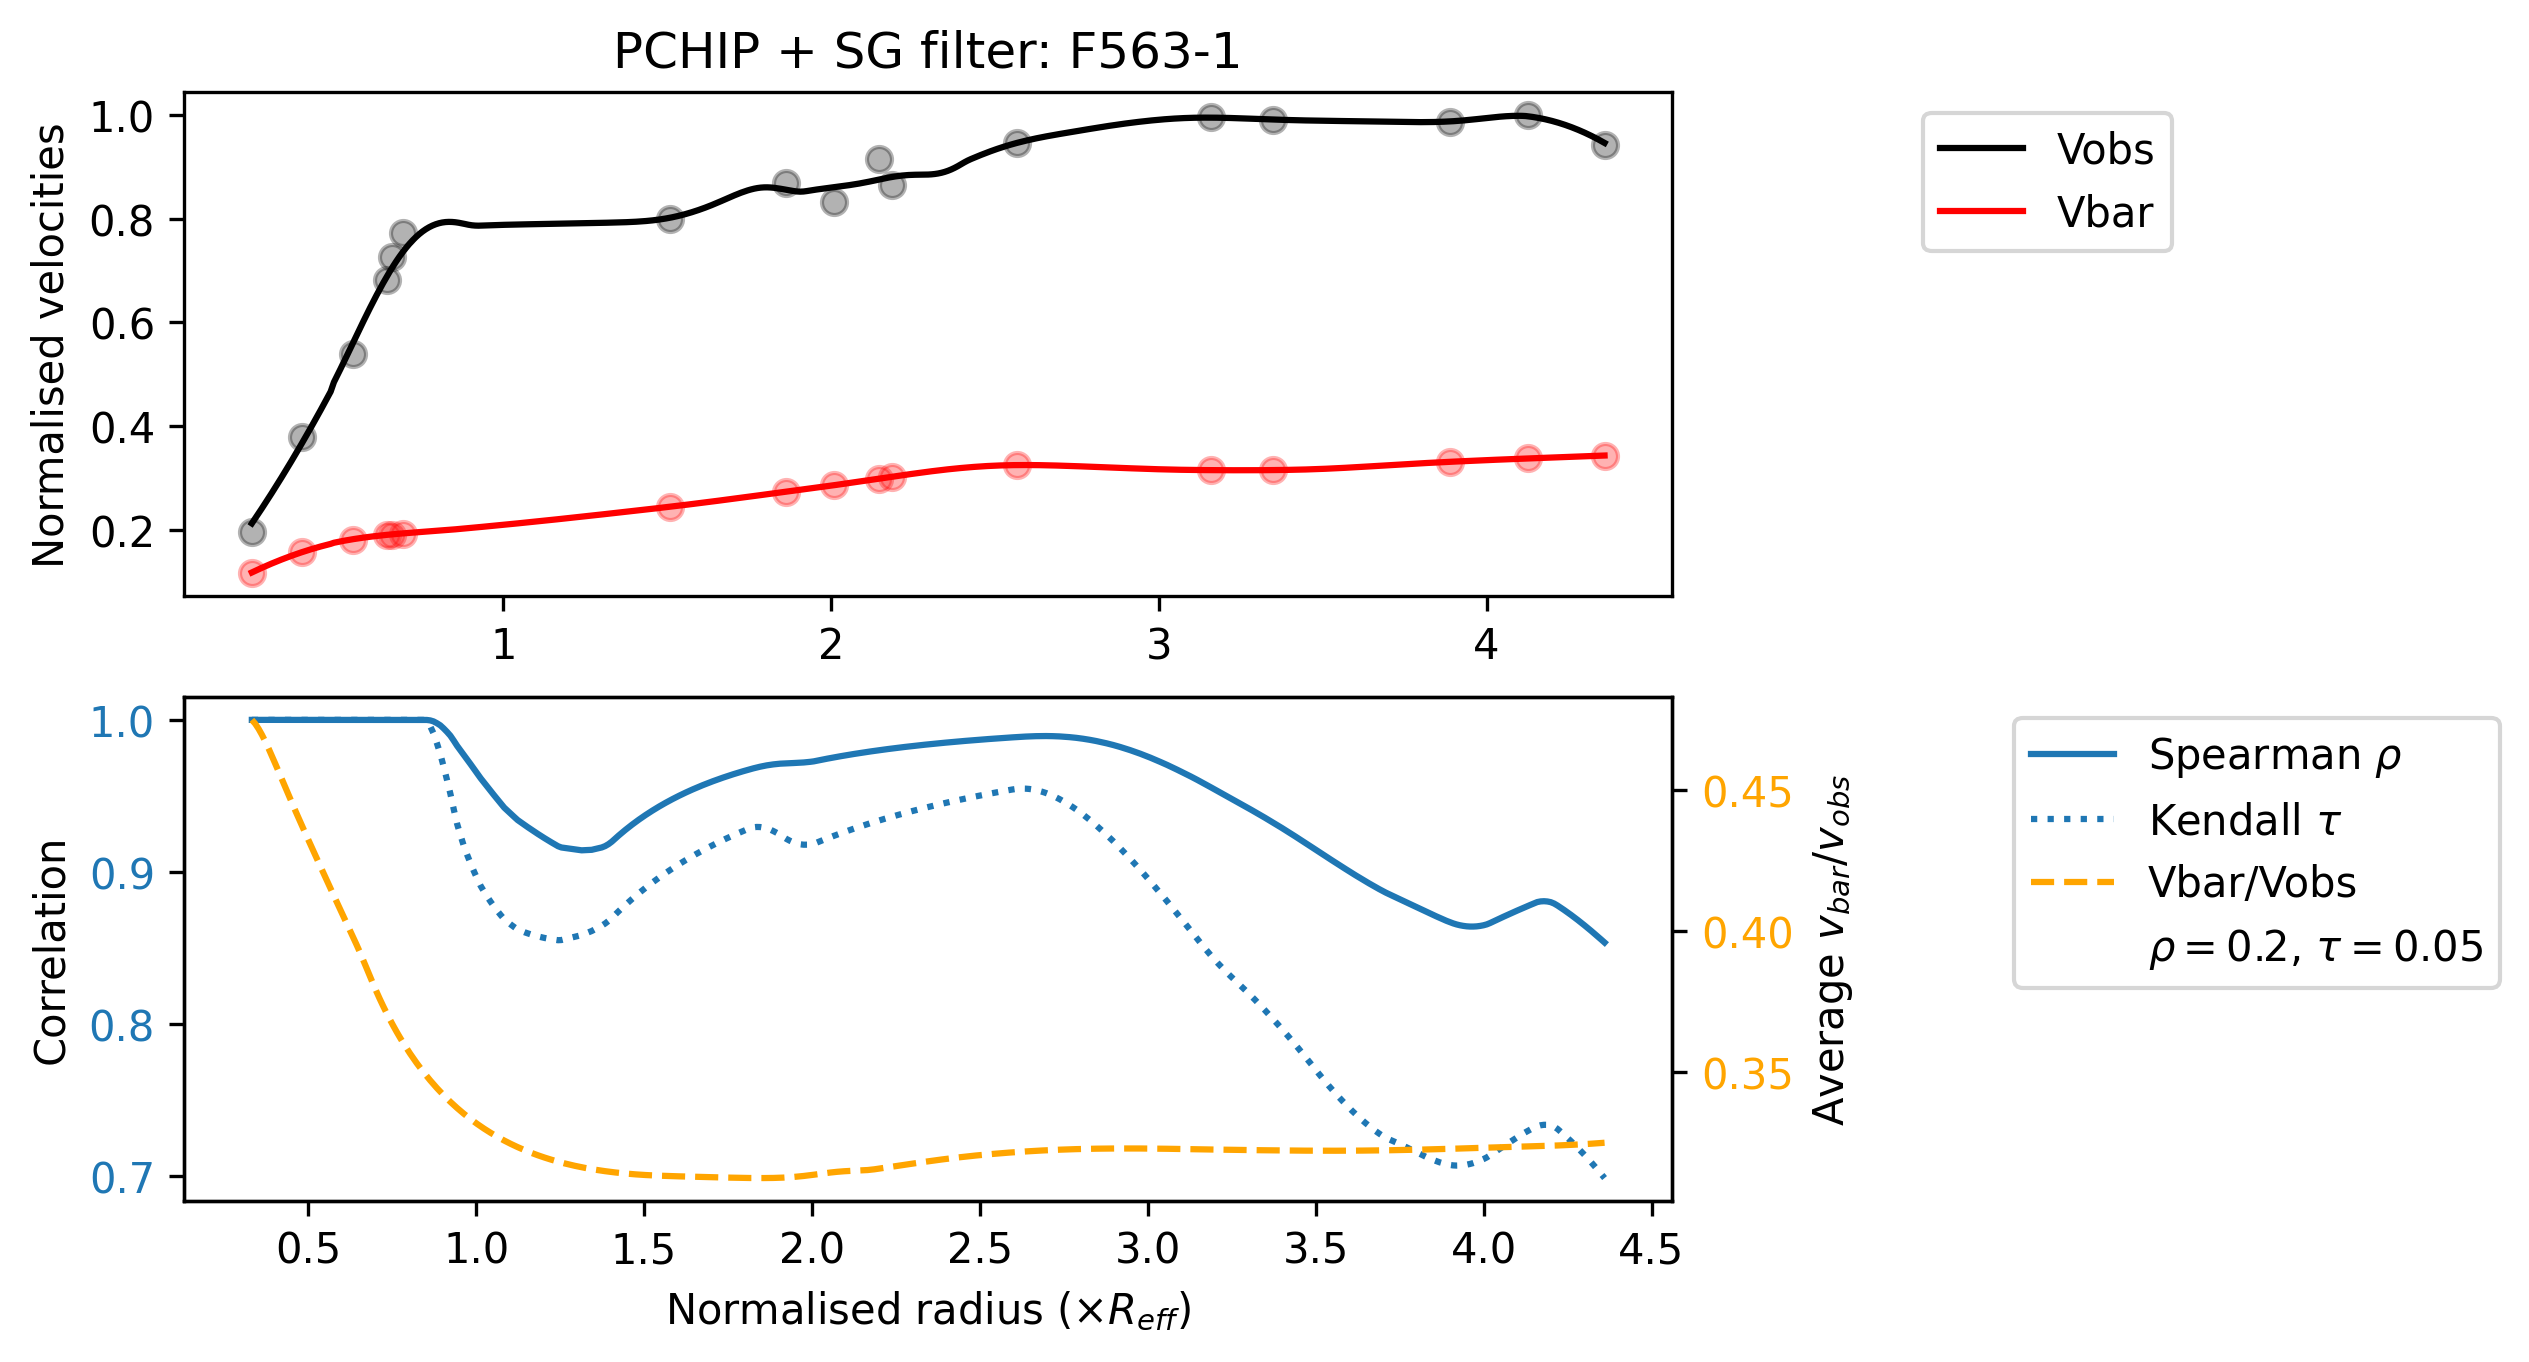 PCHIP + SG filter: F563-1
Normalised velocities
1.0
0.8
0.6
0.4
0.2
1 2 3 4
Vobs
Vbar
Correlation
1.0
0.9
0.8
0.7
0.5 1.0 1.5 2.0 2.5 3.0 3.5 4.0 4.5
Normalised radius (×R_eff)
0.45
0.40
0.35
Average v_bar/v_obs
Spearman ρ
Kendall τ
Vbar/Vobs
ρ = 0.2, τ = 0.05